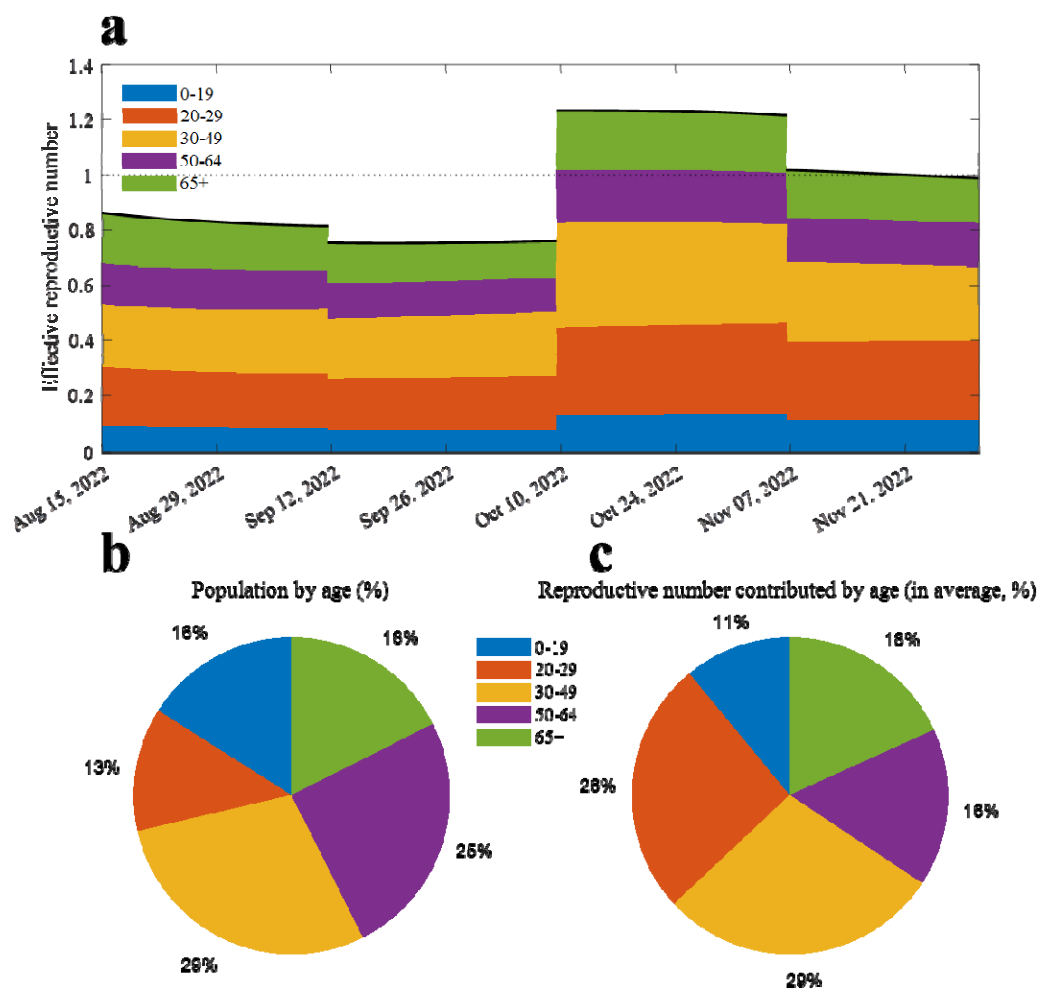 a
Effective reproductive number
1.4
1.2
1
0.8
0.6
0.4
0.2
0
0-19
20-29
30-49
50-64
65+
Aug 15, 2022
Aug 29, 2022
Sep 12, 2022
Sep 26, 2022
Oct 10, 2022
Oct 24, 2022
Nov 07, 2022
Nov 21, 2022
b
Population by age (%)
16%
18%
13%
25%
29%
0-19
20-29
30-49
50-64
65+
c
Reproductive number contributed by age (in average, %)
11%
18%
26%
16%
29%